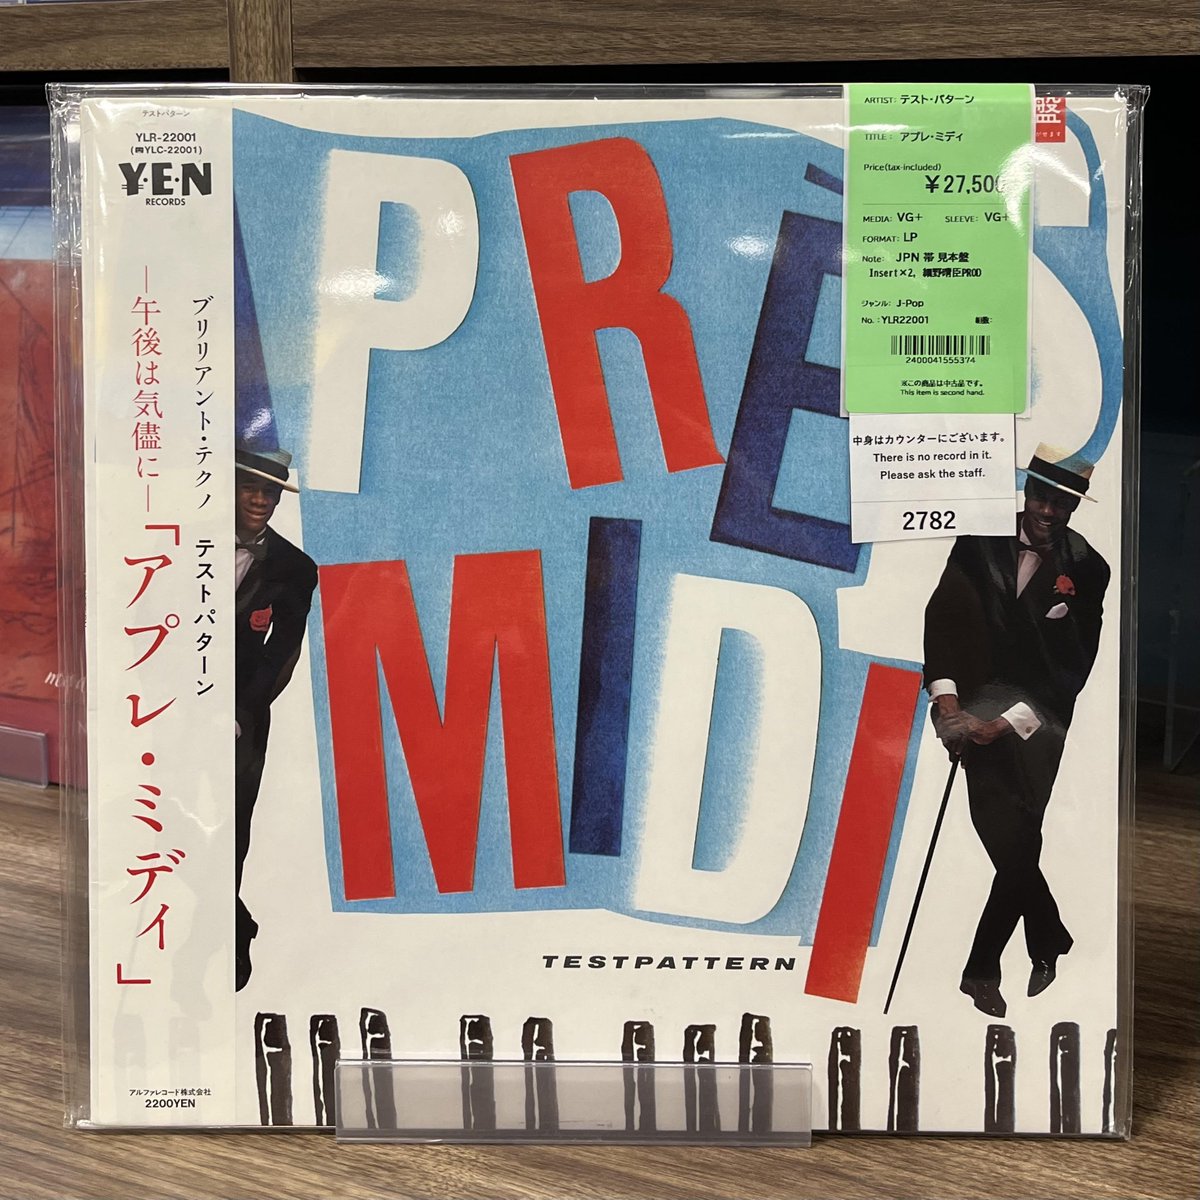 テストパターン
YLR-22001
(YLC-22001)
¥·E·N
RECORDS
ブリリアント・テクノ テストパターン
—午後は気儘に—「アプレ・ミディ」
アルファレコード株式会社
2200YEN
PRÈS
MIDI
TESTPATTERN
盤
ARTIST: テスト・パターン
TITLE: アプレ・ミディ
Price(tax-included)
¥27,500
MEDIA: VG+ SLEEVE: VG+
FORMAT: LP
Note: JPN 帯 見本盤
Insert×2, 細野晴臣PROD
ジャンル: J-Pop
No.:YLR22001 組数:
2400041555374
※この商品は中古品です。
This item is second hand.
中身はカウンターにございます。
There is no record in it.
Please ask the staff.
2782